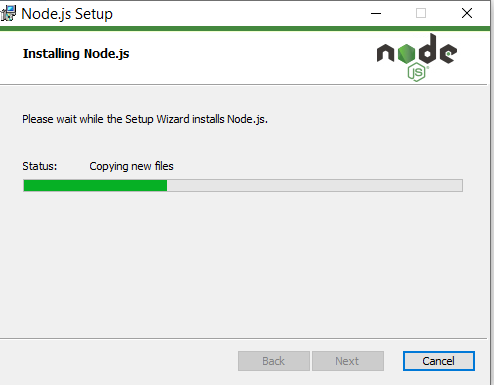 Node.js Setup
Installing Node.js
node
JS
Please wait while the Setup Wizard installs Node.js.
Status: Copying new files
Back Next Cancel